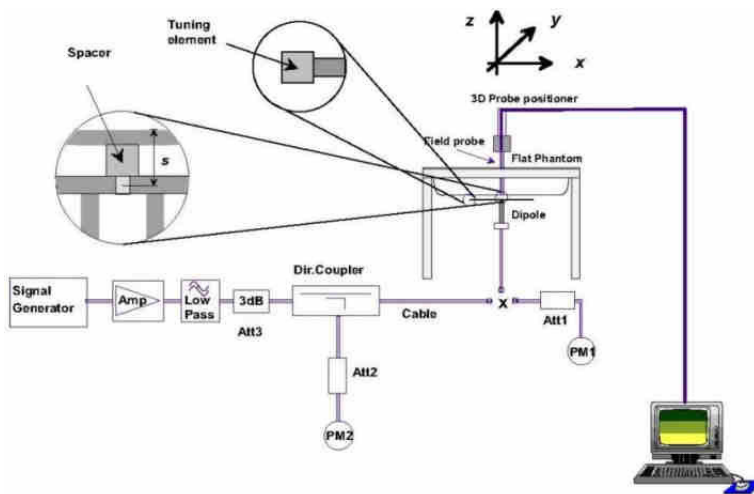 Tuning
element
Spacer
s
z
y
x
3D Probe positioner
Field probe
Flat Phantom
Dipole
Dir.Coupler
Signal
Generator
Amp
Low
Pass
3dB
Att3
Cable
x
Att1
PM1
Att2
PM2